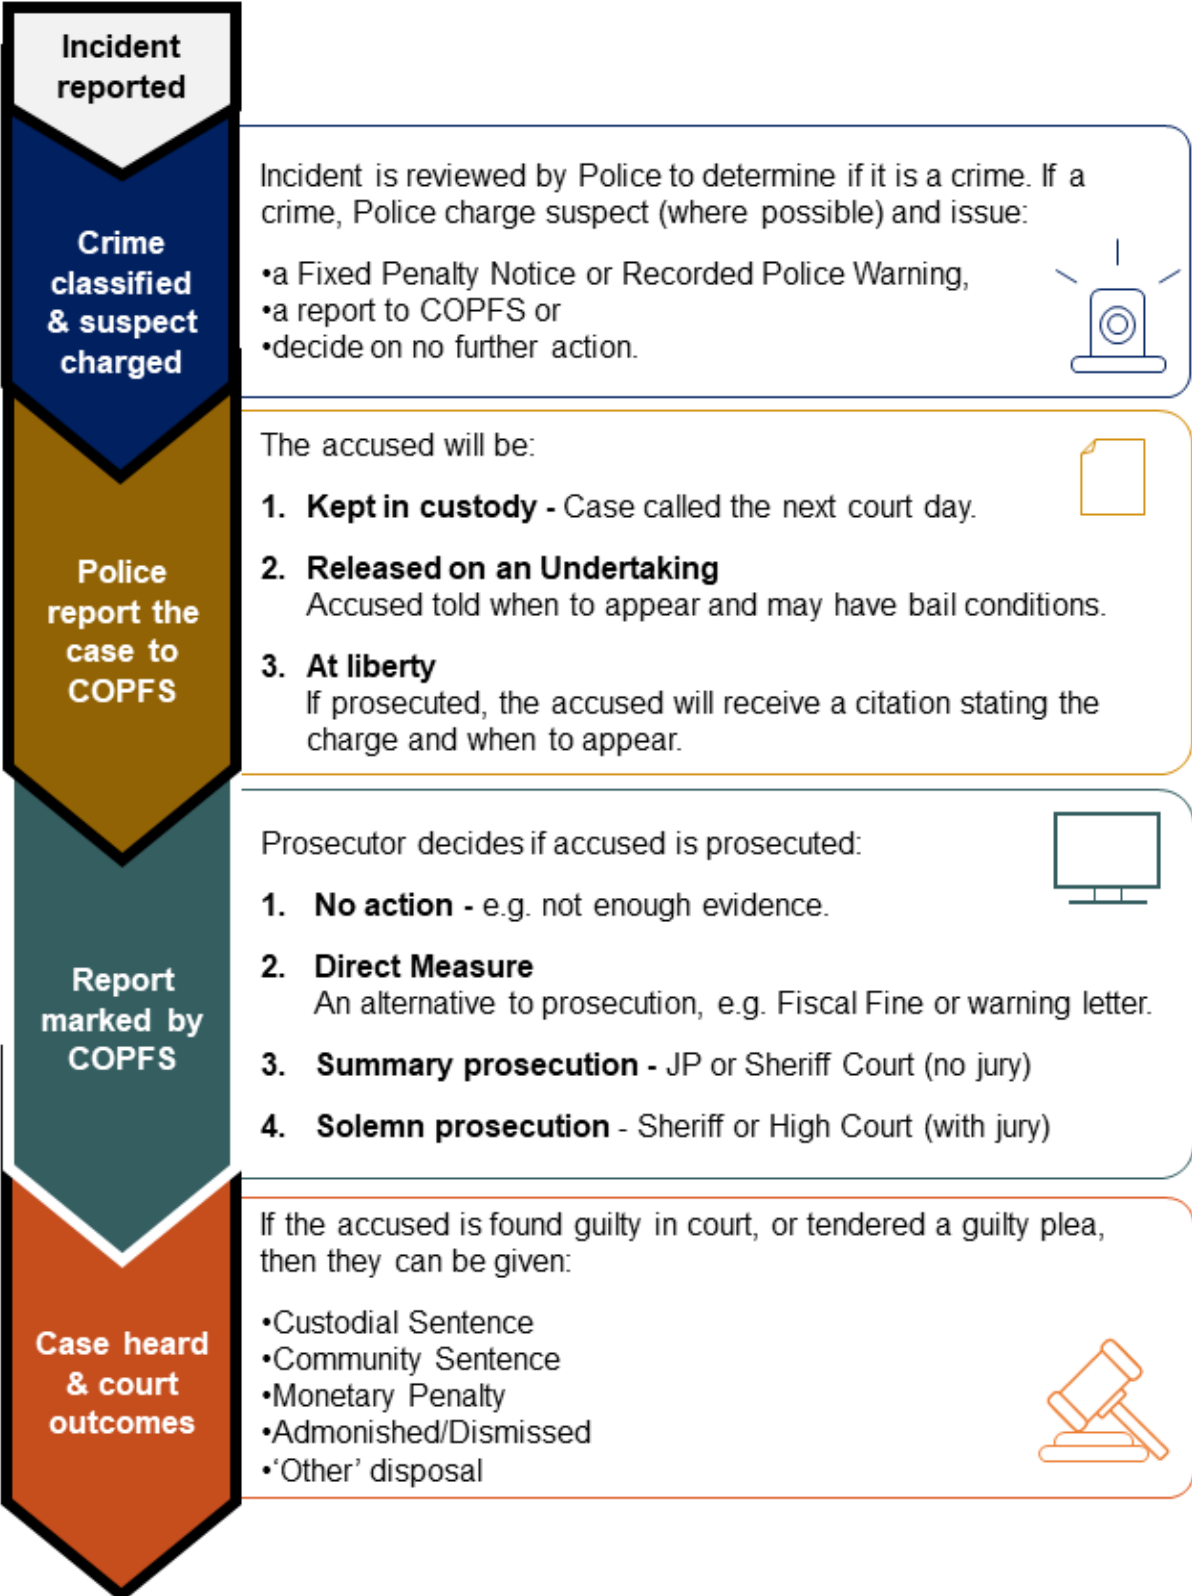 Incident
reported
Crime
classified
& suspect
charged
Incident is reviewed by Police to determine if it is a crime. If a
crime, Police charge suspect (where possible) and issue:
•a Fixed Penalty Notice or Recorded Police Warning,
•a report to COPFS or
•decide on no further action.
Police
report the
case to
COPFS
The accused will be:
1. Kept in custody - Case called the next court day.
2. Released on an Undertaking
Accused told when to appear and may have bail conditions.
3. At liberty
If prosecuted, the accused will receive a citation stating the
charge and when to appear.
Report
marked by
COPFS
Prosecutor decides if accused is prosecuted:
1. No action - e.g. not enough evidence.
2. Direct Measure
An alternative to prosecution, e.g. Fiscal Fine or warning letter.
3. Summary prosecution - JP or Sheriff Court (no jury)
4. Solemn prosecution - Sheriff or High Court (with jury)
Case heard
& court
outcomes
If the accused is found guilty in court, or tendered a guilty plea,
then they can be given:
•Custodial Sentence
•Community Sentence
•Monetary Penalty
•Admonished/Dismissed
•‘Other’ disposal